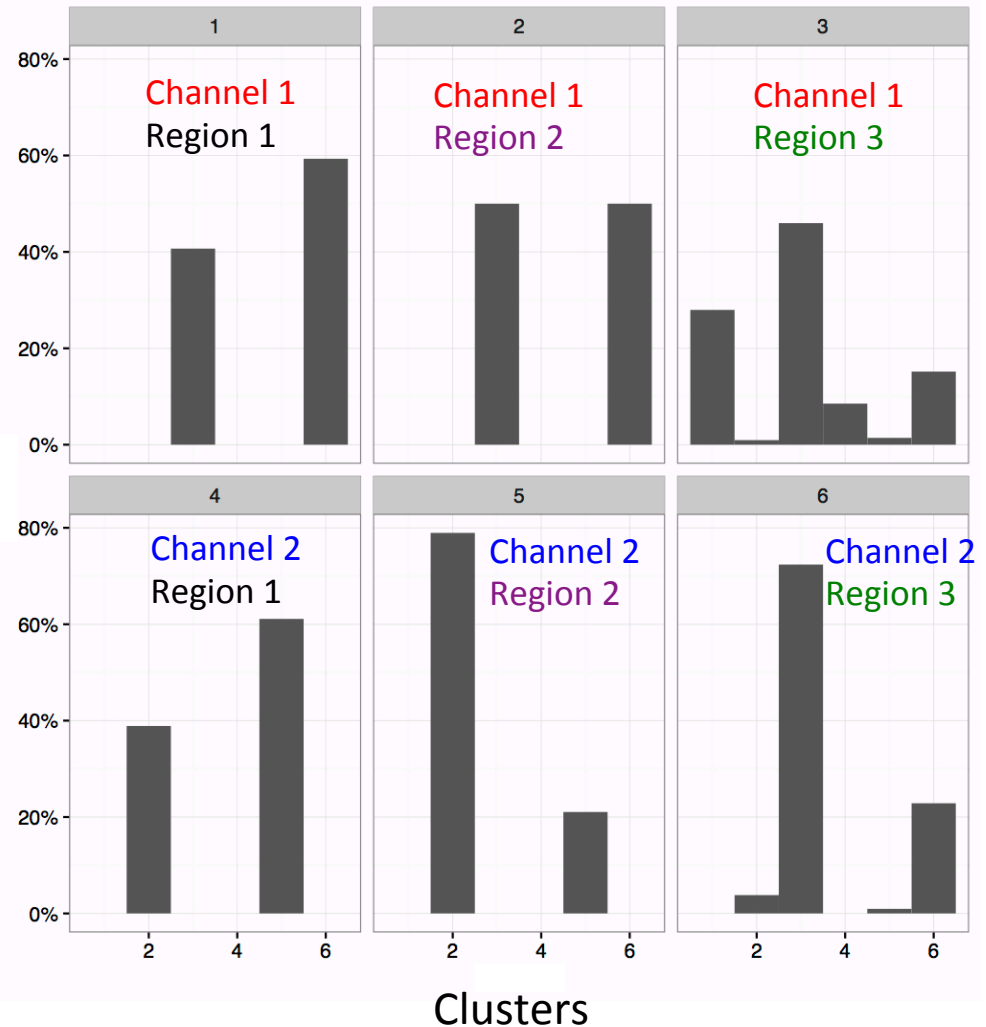 1 2 3
80%
Channel 1 Channel 1 Channel 1
Region 1 Region 2 Region 3
60%
40%
20%
0%
4 5 6
80%
Channel 2 Channel 2 Channel 2
Region 1 Region 2 Region 3
60%
40%
20%
0%
2 4 6 2 4 6 2 4 6
Clusters